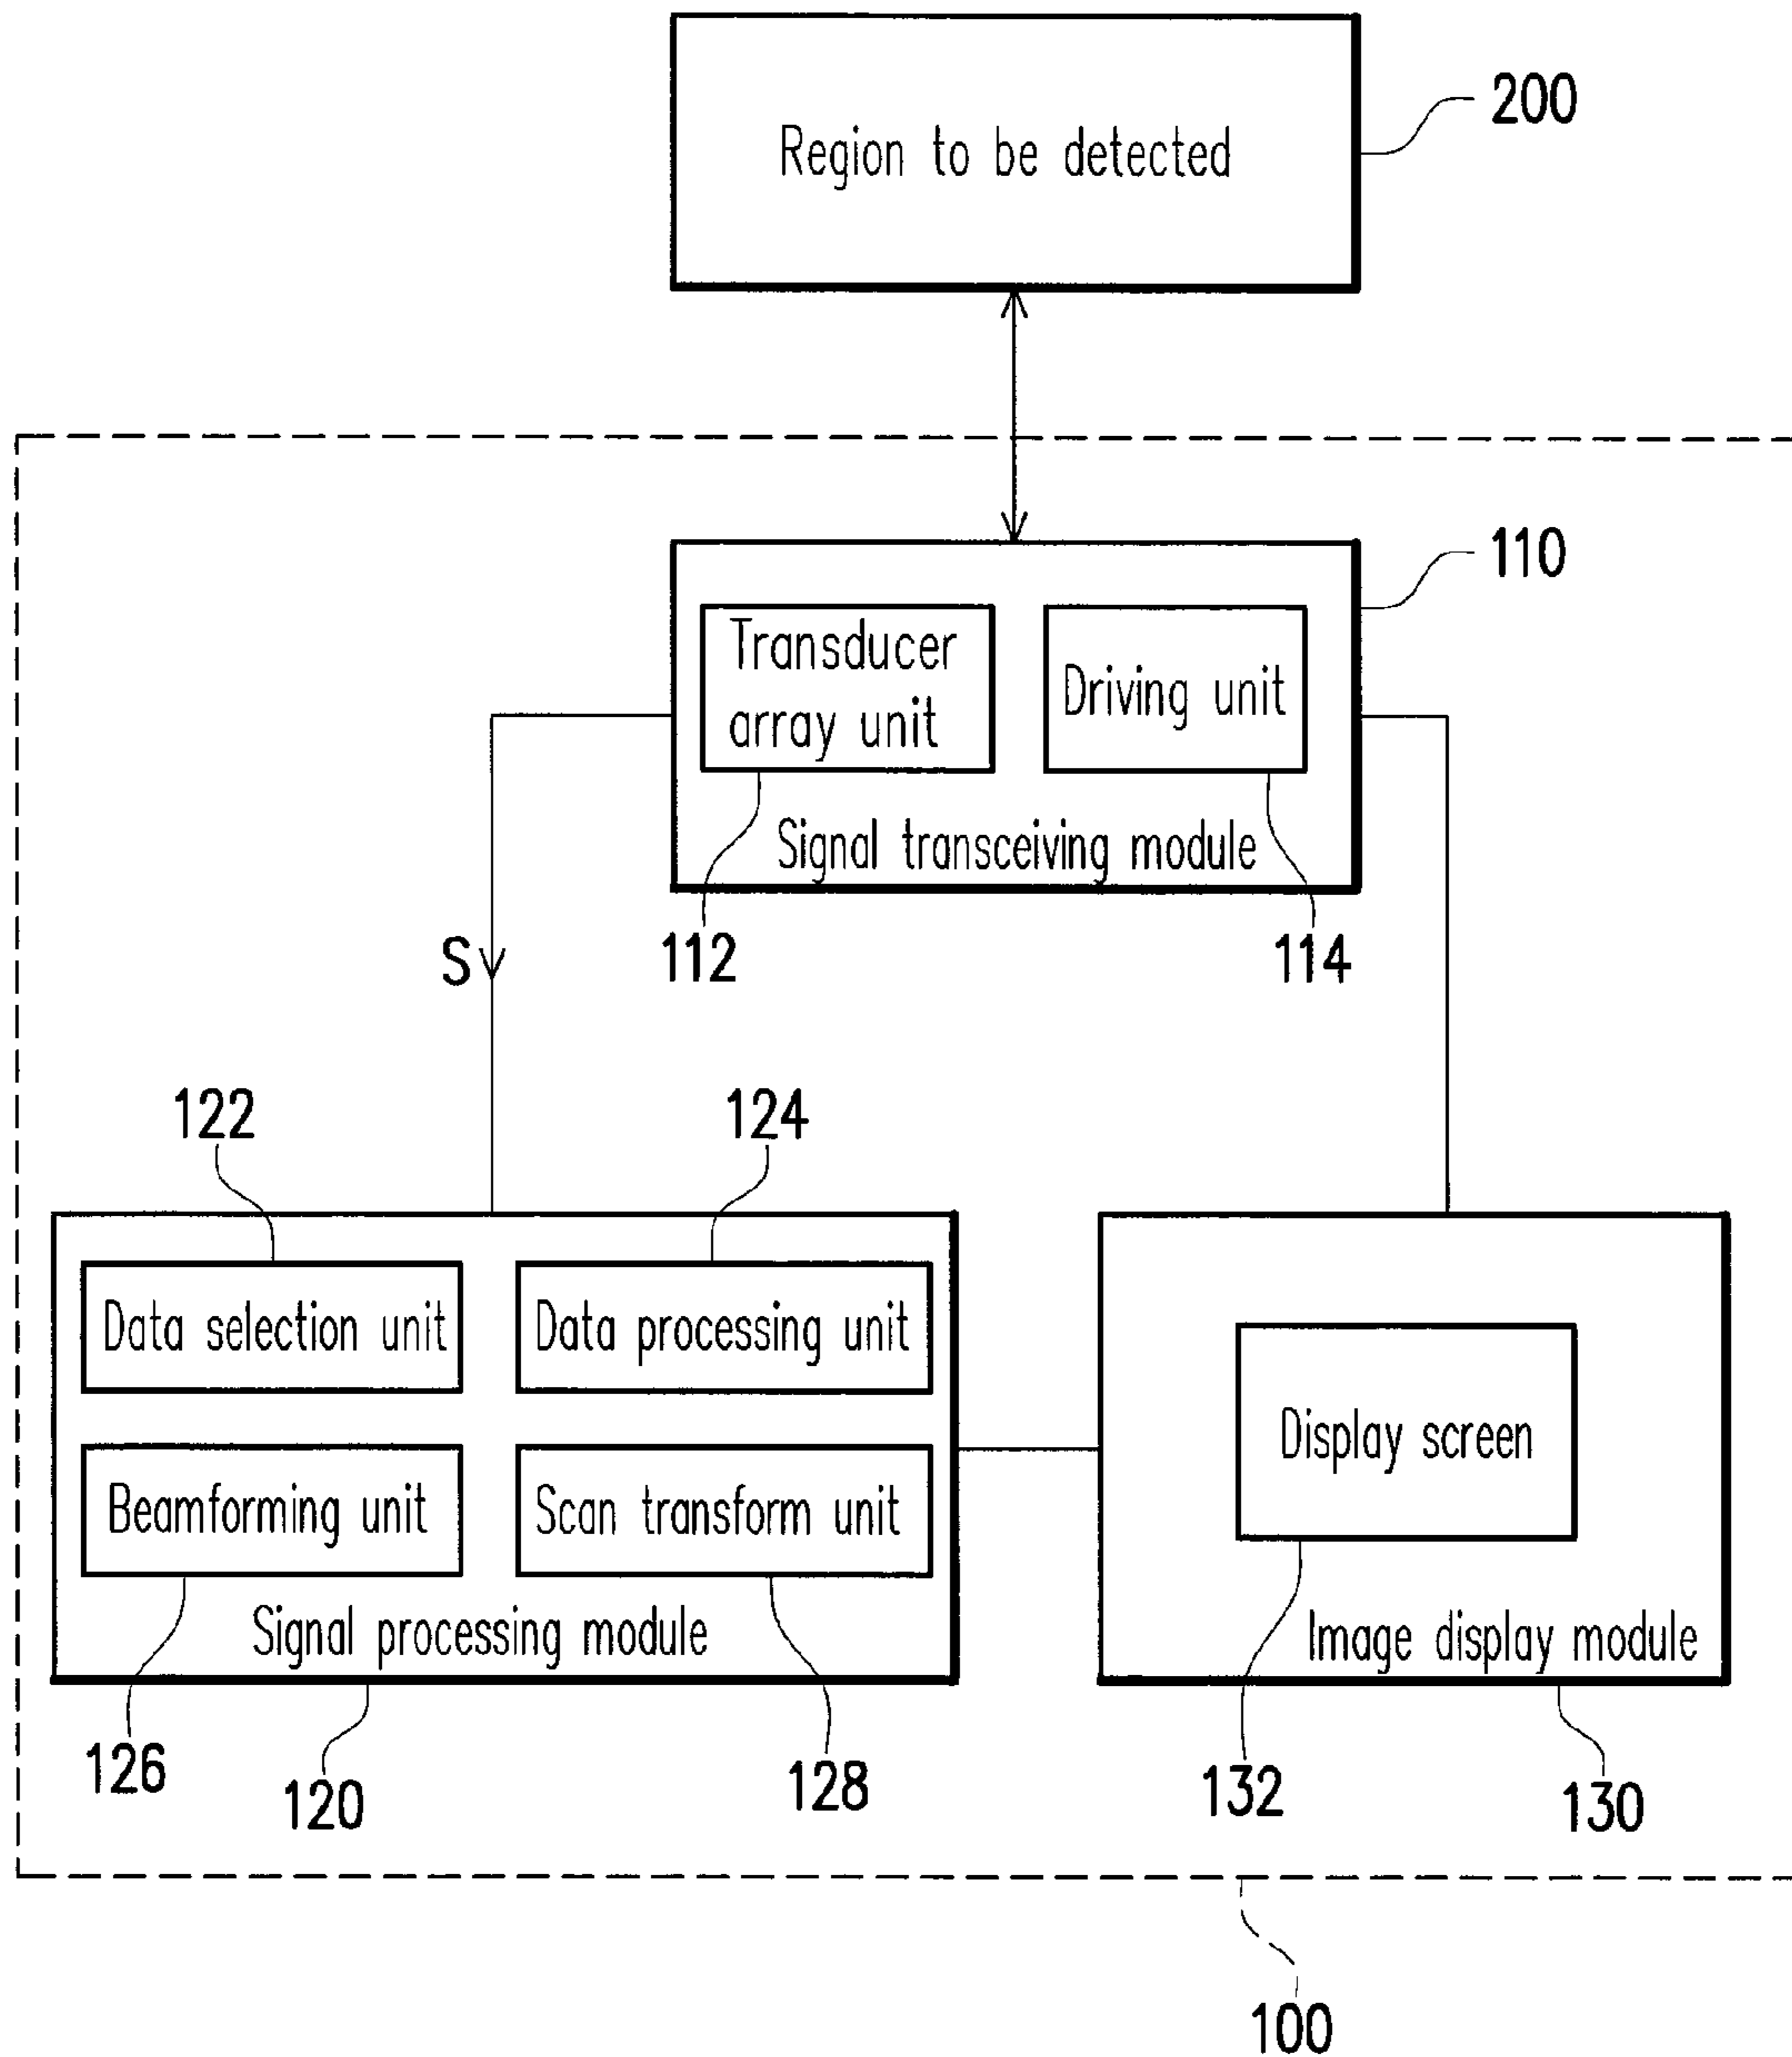 200
Region to be detected
110
Transducer
array unit
Driving unit
Signal transceiving module
S
112
114
122
124
Data selection unit
Data processing unit
Beamforming unit
Scan transform unit
Signal processing module
Display screen
Image display module
126
120
128
132
130
100